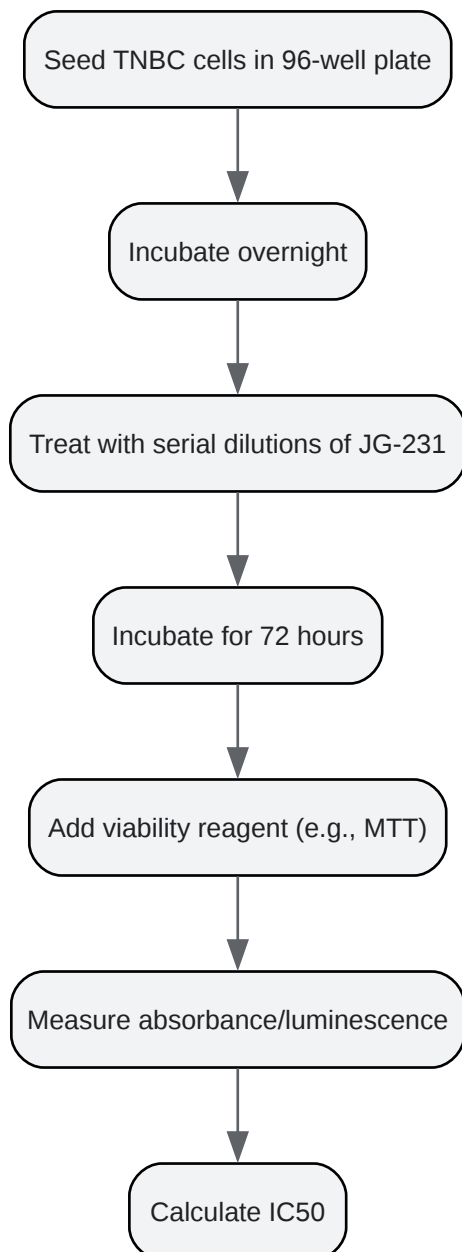 Seed TNBC cells in 96-well plate
Incubate overnight
Treat with serial dilutions of JG-231
Incubate for 72 hours
Add viability reagent (e.g., MTT)
Measure absorbance/luminescence
Calculate IC50